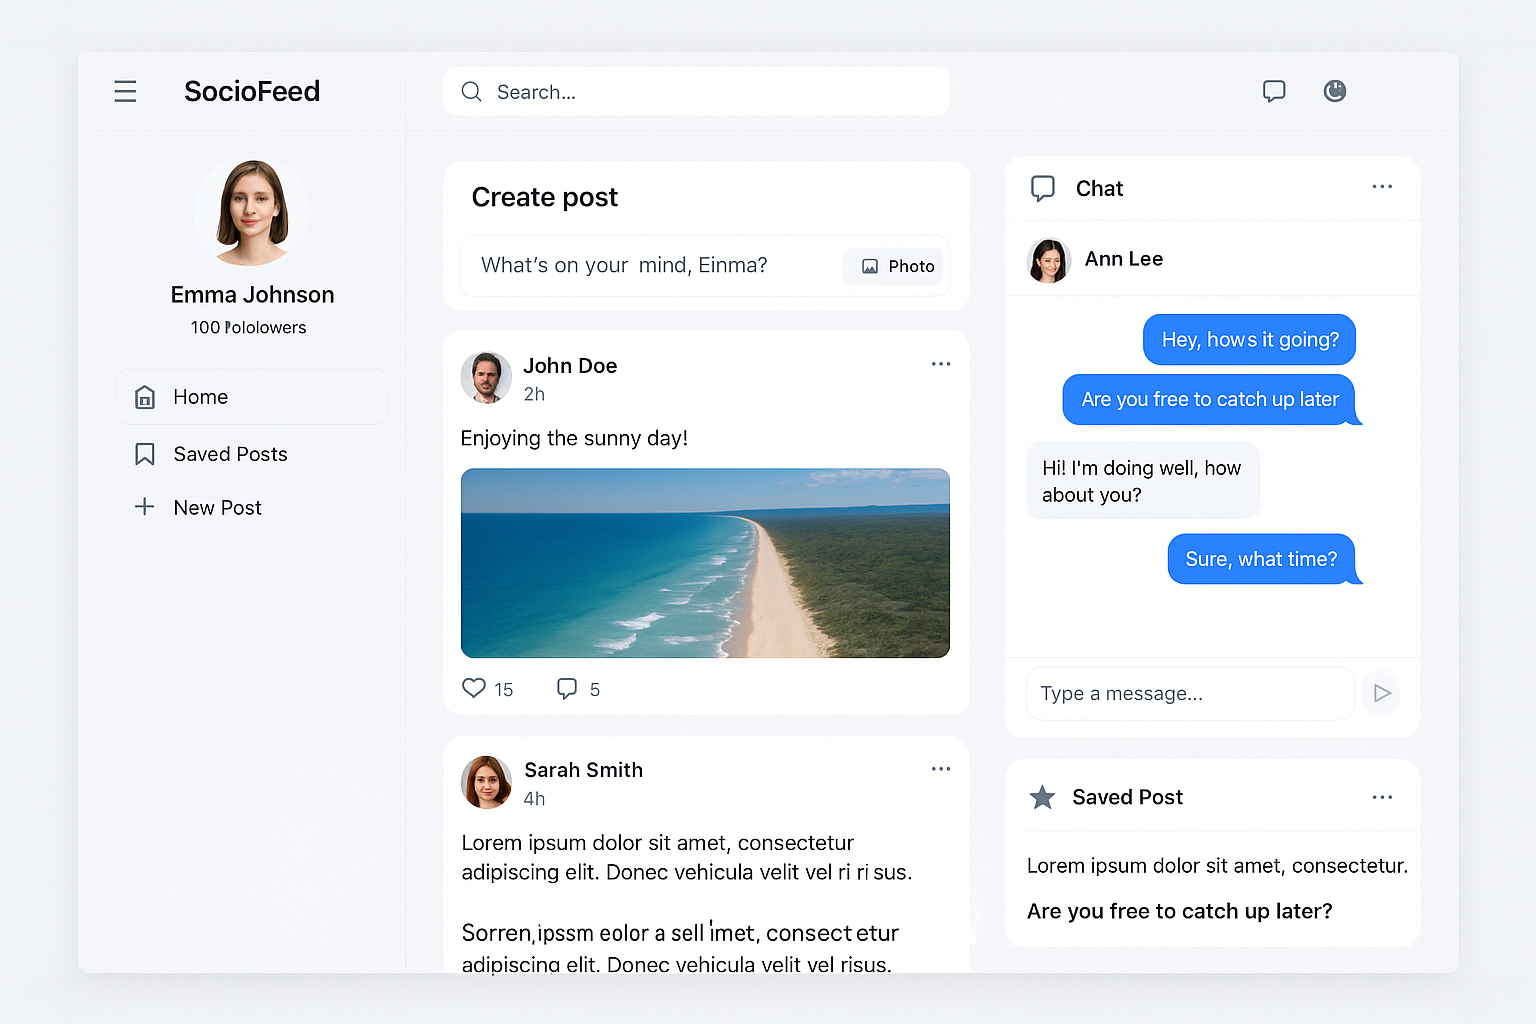 SocioFeed
Search...
Emma Johnson
100 Pololowers
Home
Saved Posts
New Post
Create post
What's on your mind, Einma?
Photo
John Doe
2h
Enjoying the sunny day!
15
5
Sarah Smith
4h
Lorem ipsum dolor sit amet, consectetur
adipiscing elit. Donec vehicula velit vel ri ri sus.
Sorren,ipssm eolor a sell imet, consect etur
adipiscing elit. Donec vehicula velit vel risus.
Chat
Ann Lee
Hey, hows it going?
Are you free to catch up later
Hi! I'm doing well, how
about you?
Sure, what time?
Type a message...
Saved Post
Lorem ipsum dolor sit amet, consectetur.
Are you free to catch up later?